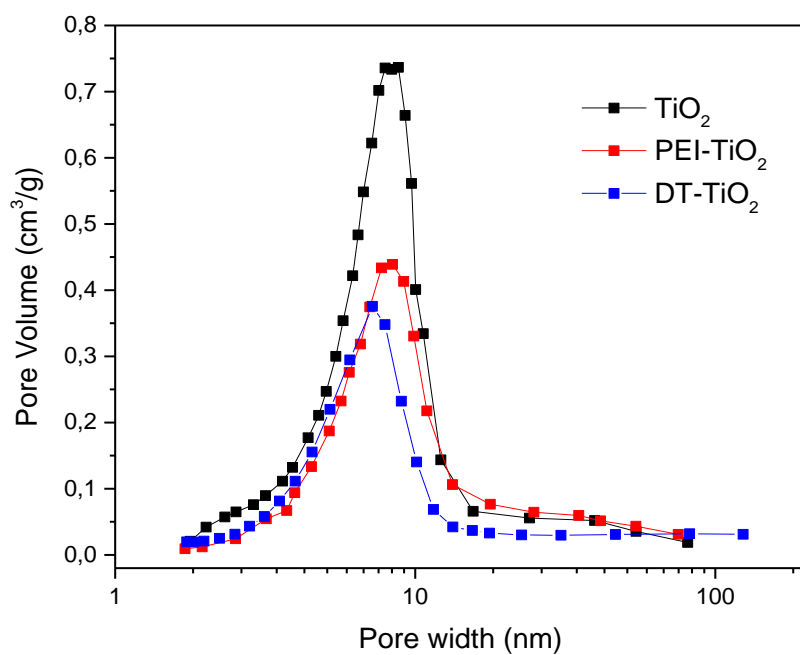 0,8
0,7
0,6
0,5
0,4
0,3
0,2
0,1
0,0
Pore Volume (cm³/g)
TiO₂
PEI-TiO₂
DT-TiO₂
1
10
100
Pore width (nm)